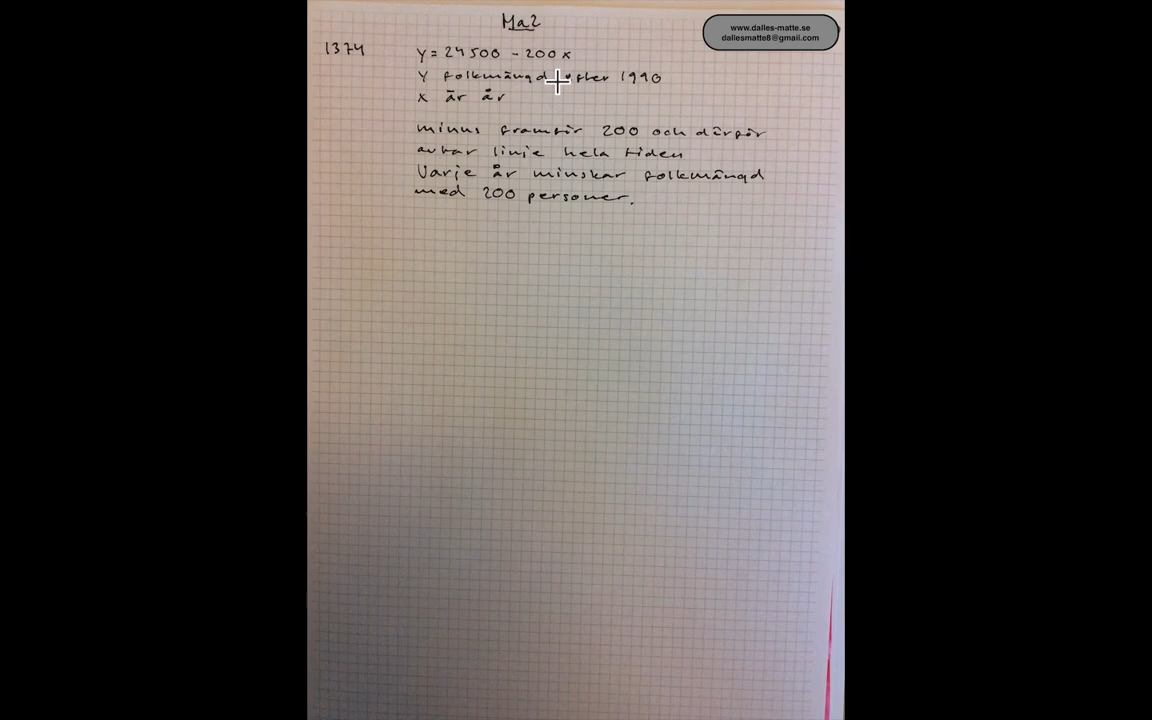 Ma2
www.dalles-matte.se
dallesmatte8@gmail.com
1374
y = 24500 - 200x
y folkmängd efter 1990
x är år
minus framför 200 och därför
avtar linje hela tiden
Varje år minskar folkmängd
med 200 personer.